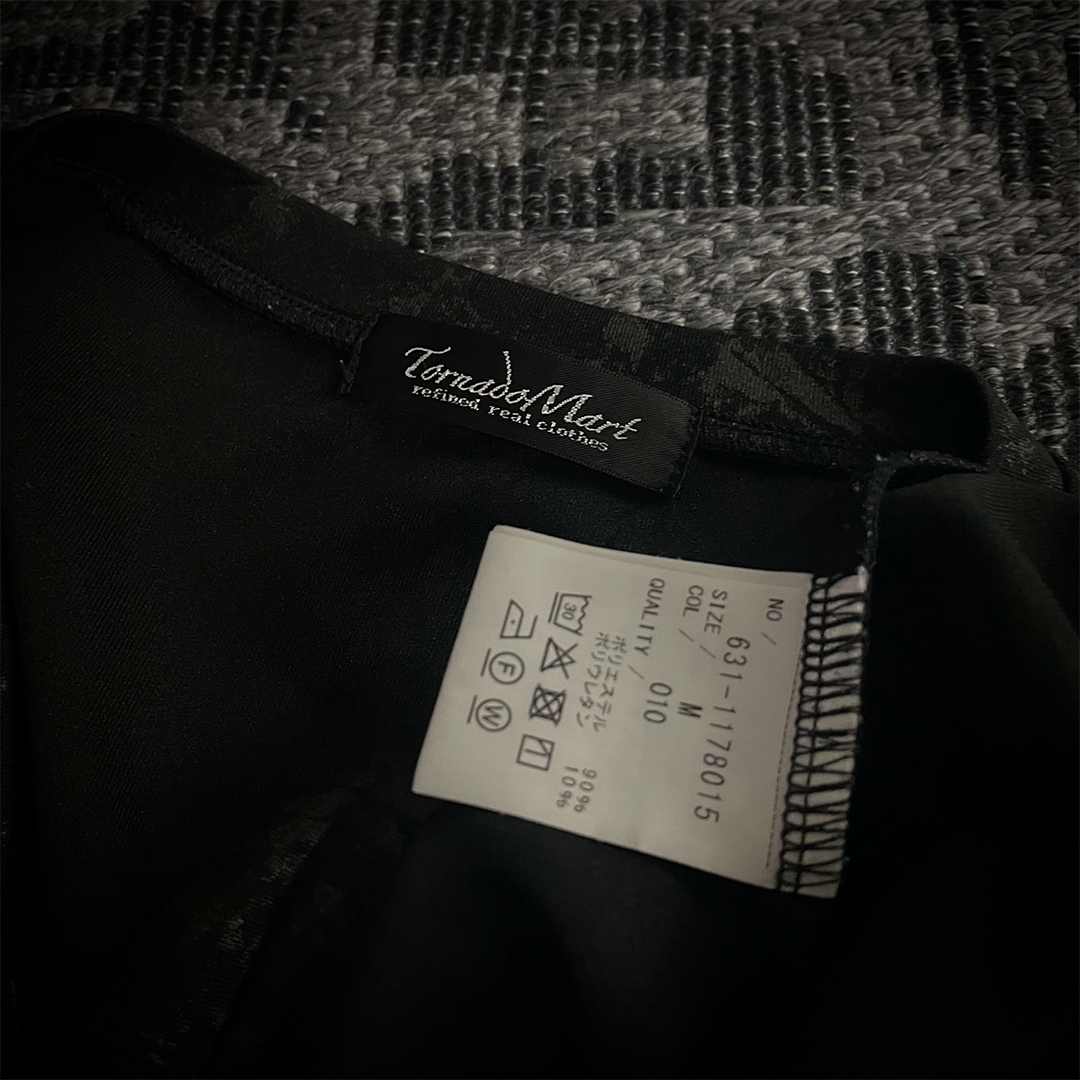 TornadoMart
refined real clothes
NO / 631-1178015
SIZE / M
COL / 010
QUALITY /
ポリエステル 90%
ポリウレタン 10%
30
F W